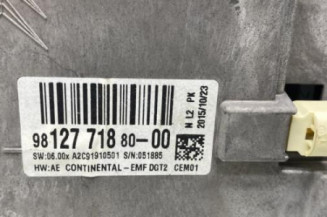 N L2 PK
2015/10/23
98 127 718 80-00
SW:06.00x A2C91910501 S/N:051885
HW:AE CONTINENTAL-EMF DGT2 CEM01